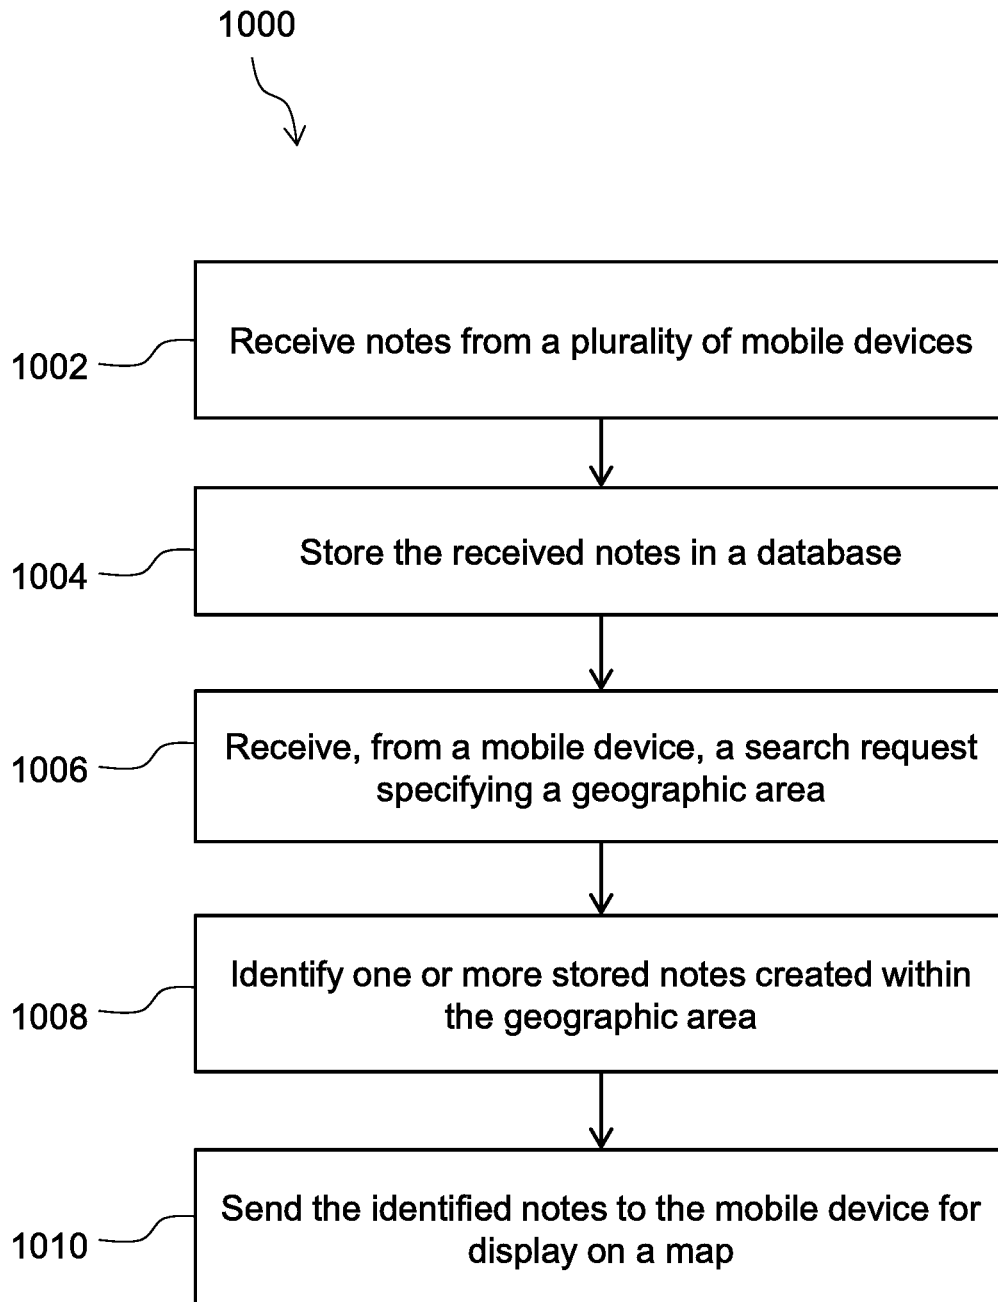 1000
1002
Receive notes from a plurality of mobile devices
1004
Store the received notes in a database
1006
Receive, from a mobile device, a search request
specifying a geographic area
1008
Identify one or more stored notes created within
the geographic area
1010
Send the identified notes to the mobile device for
display on a map